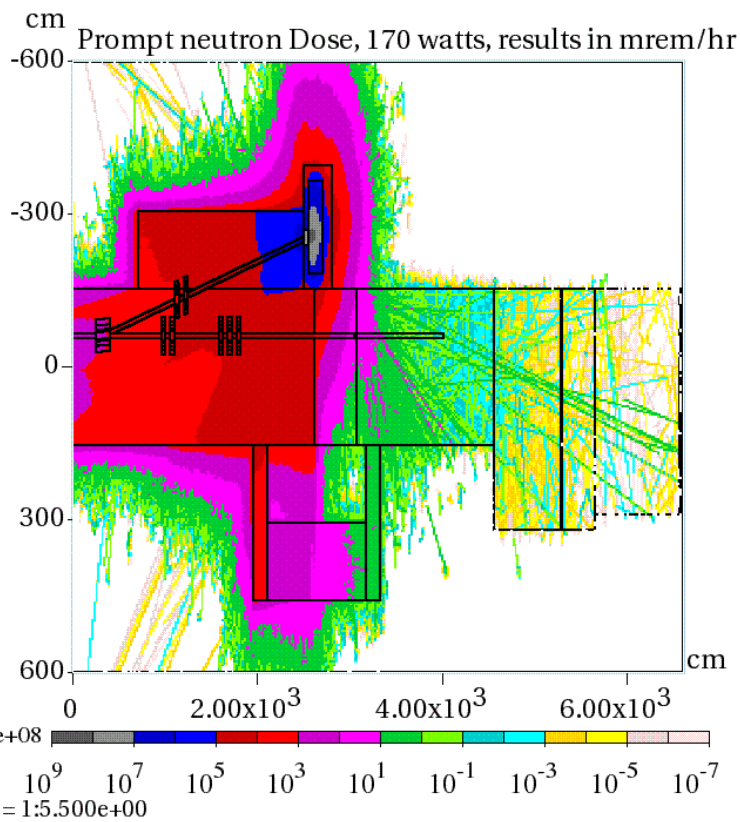 cm
Prompt neutron Dose, 170 watts, results in mrem/hr
-600
-300
0
300
600
cm
0 2.00x10³ 4.00x10³ 6.00x10³
e+08
10⁹ 10⁷ 10⁵ 10³ 10¹ 10⁻¹ 10⁻³ 10⁻⁵ 10⁻⁷
= 1:5.500e+00